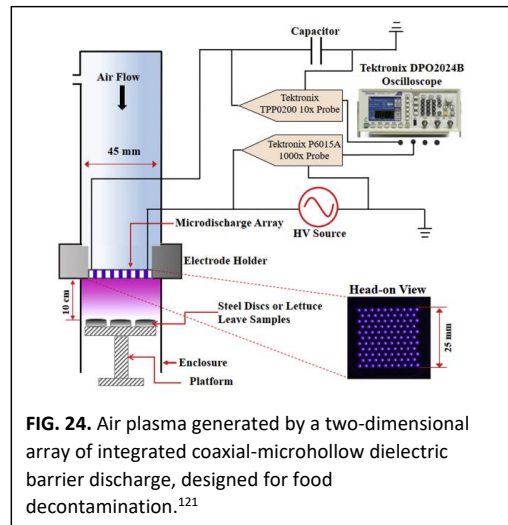 Capacitor
Tektronix DPO2024B
Oscilloscope
Air Flow
Tektronix
TPP0200 10x Probe
45 mm
Tektronix P6015A
1000x Probe
Microdischarge Array
HV Source
Electrode Holder
Head-on View
10 cm
Steel Discs or Lettuce
Leave Samples
25 mm
Enclosure
Platform
FIG. 24. Air plasma generated by a two-dimensional
array of integrated coaxial-microhollow dielectric
barrier discharge, designed for food
decontamination.121